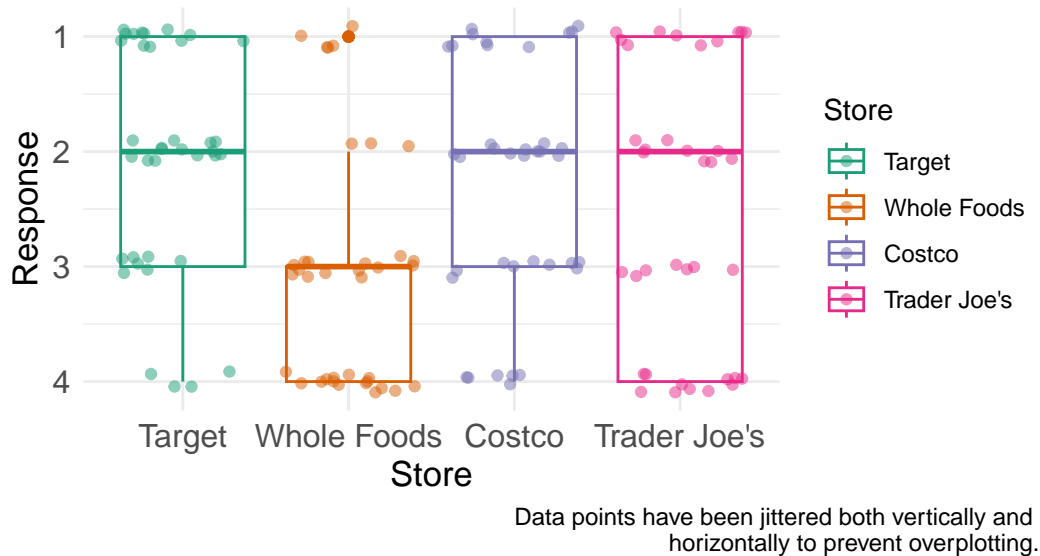 1
2
3
4
Response
Target
Whole Foods
Costco
Trader Joe's
Store
Store
Target
Whole Foods
Costco
Trader Joe's
Data points have been jittered both vertically and
horizontally to prevent overplotting.